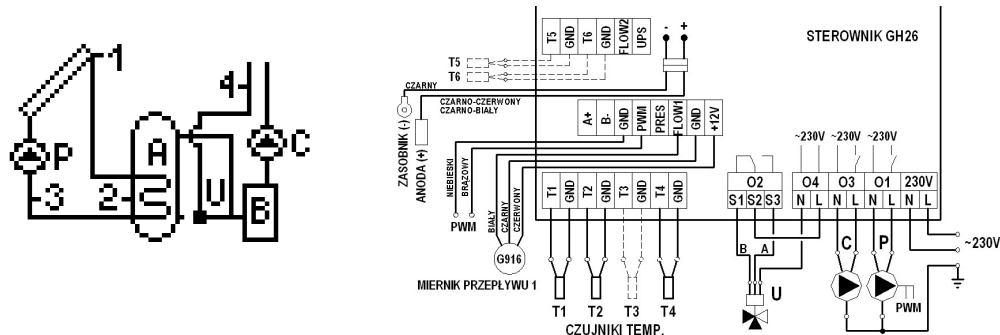 1
P
A
4
C
3
2
U
B
STEROWNIK GH26
T5 GND T6 GND FLOW2 UPS
- +
T5
T6
CZARNY
CZARNO-CZERWONY
CZARNO-BIAŁY
ZASOBNIK (-)
ANODA (+)
A+ B- GND PWM PRES FLOW1 GND +12V
NIEBIESKI
BRĄZOWY
PWM
BIAŁY
CZARNY
CZERWONY
G916
MIERNIK PRZEPŁYWU 1
T1 GND T2 GND T3 GND T4 GND
T1 T2 T3 T4
CZUJNIKI TEMP.
~230V ~230V ~230V
O2 O4 O3 O1 230V
S1 S2 S3 N L N L N L N L
B A
U
C P
PWM
~230V